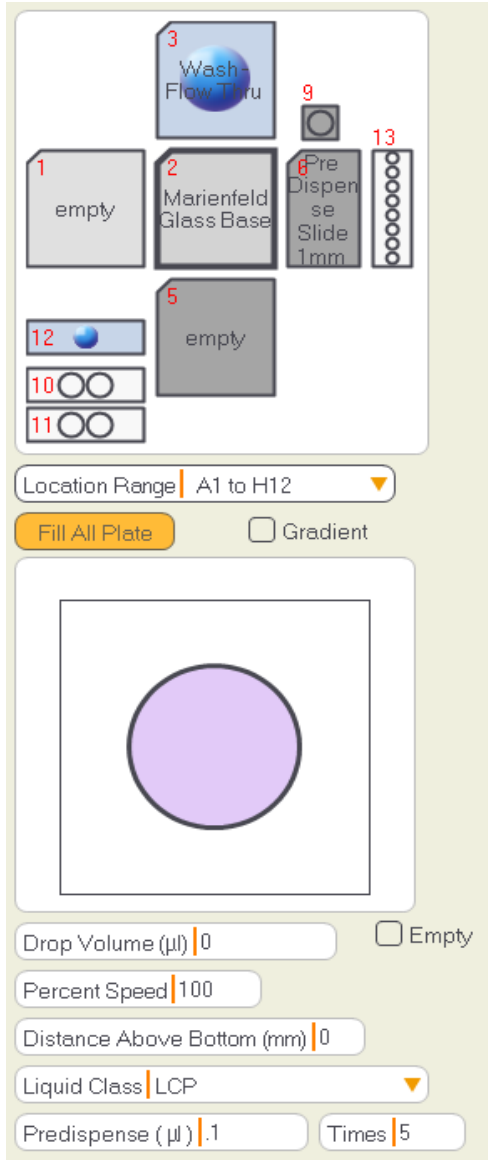 3
Wash-
Flow Thru
9
13
1
empty
2
Marienfeld
Glass Base
6
Pre
Dispen
se
Slide
1mm
5
empty
12
10
11
Location Range A1 to H12
Fill All Plate Gradient
Drop Volume (µl) 0 Empty
Percent Speed 100
Distance Above Bottom (mm) 0
Liquid Class LCP
Predispense ( µl ) .1 Times 5